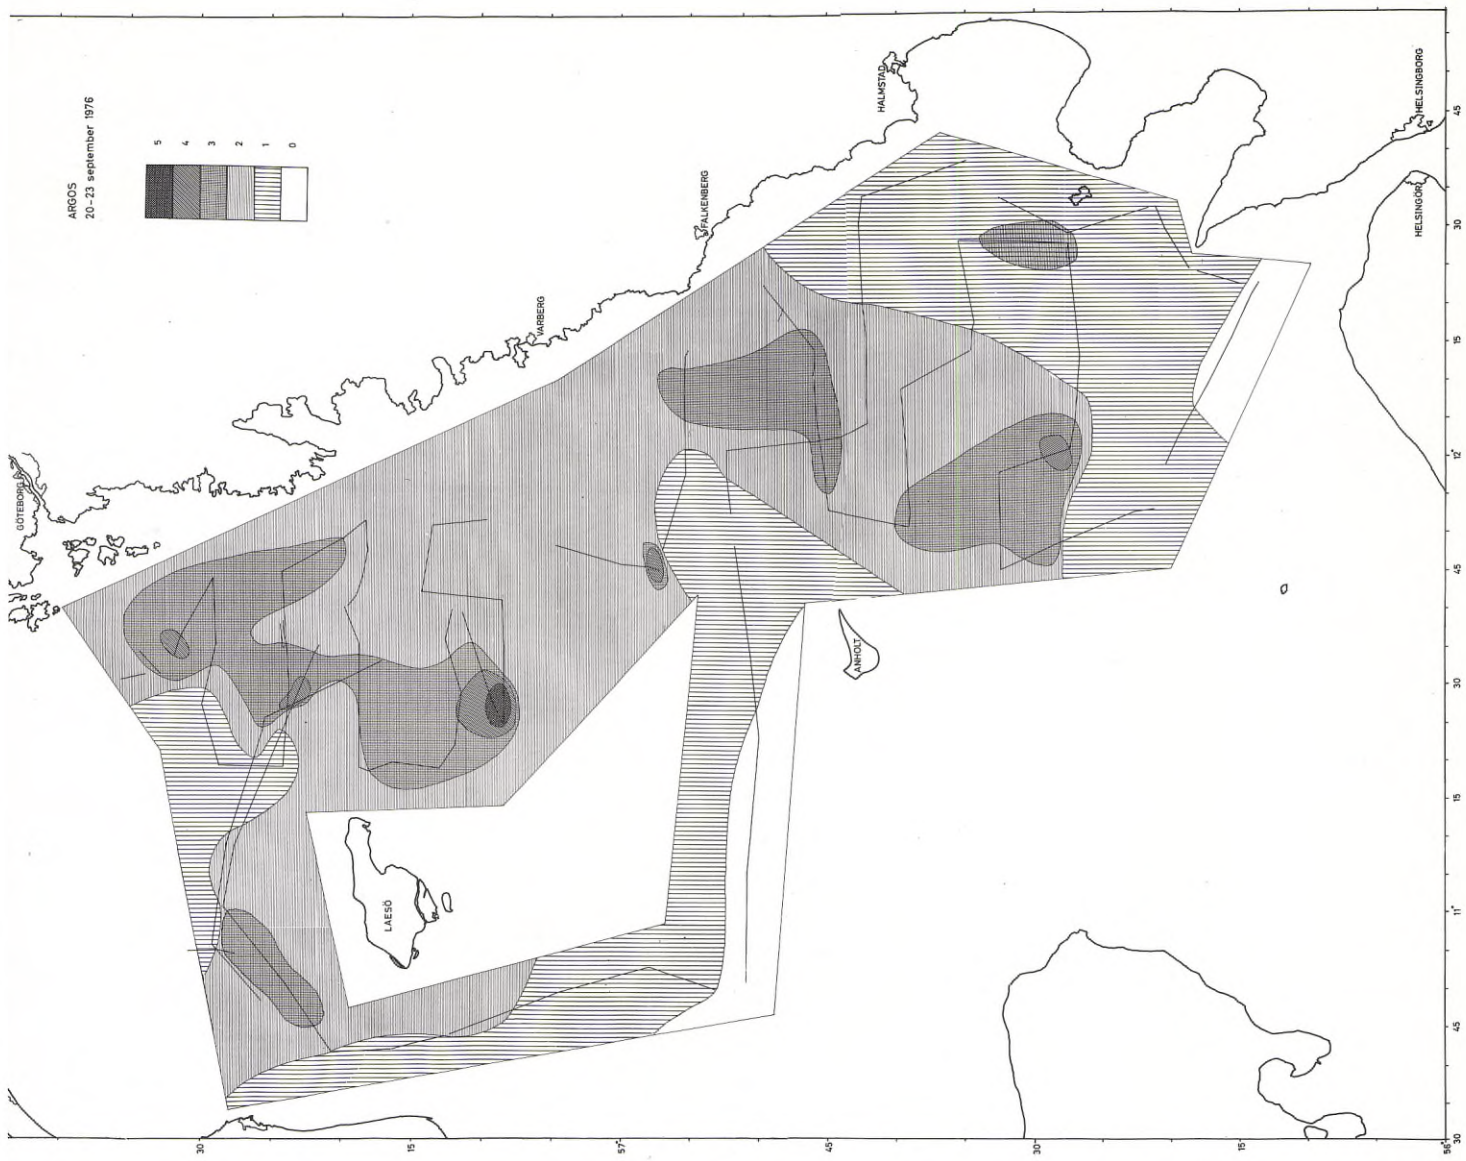 ARGOS
20-23 september 1976
5
4
3
2
1
0
GÖTEBORG
VARBERG
FALKENBERG
HALMSTAD
HELSINGBORG
HELSINGÖR
LAESÖ
ANHOLT
45
30
15
12°
45
30
15
11°
45
30
30
15
57°
45
30
15
56°